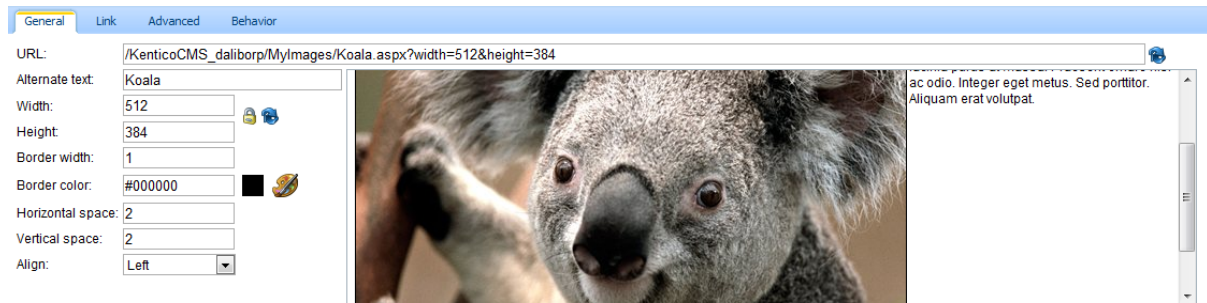 General Link Advanced Behavior
URL: /KenticoCMS_daliborp/MyImages/Koala.aspx?width=512&height=384
Alternate text: Koala
Width: 512
Height: 384
Border width: 1
Border color: #000000
Horizontal space: 2
Vertical space: 2
Align: Left
ac odio. Integer eget metus. Sed porttitor.
Aliquam erat volutpat.